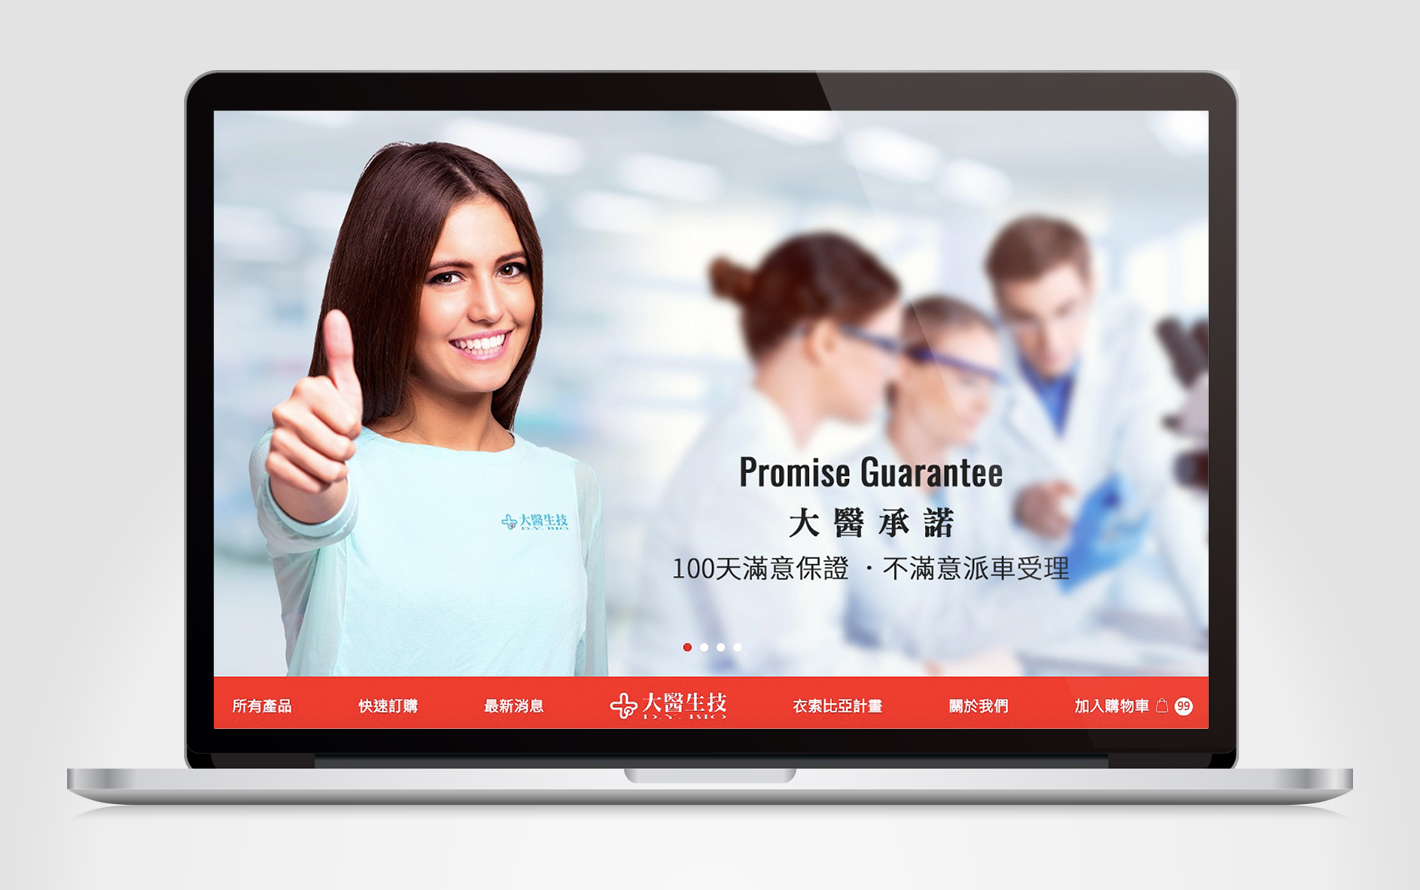 大醫生技
D.Y. BIO
Promise Guarantee
大醫承諾
100天滿意保證 ・不滿意派車受理
所有產品
快速訂購
最新消息
大醫生技
D.Y. BIO
衣索比亞計畫
關於我們
加入購物車
99